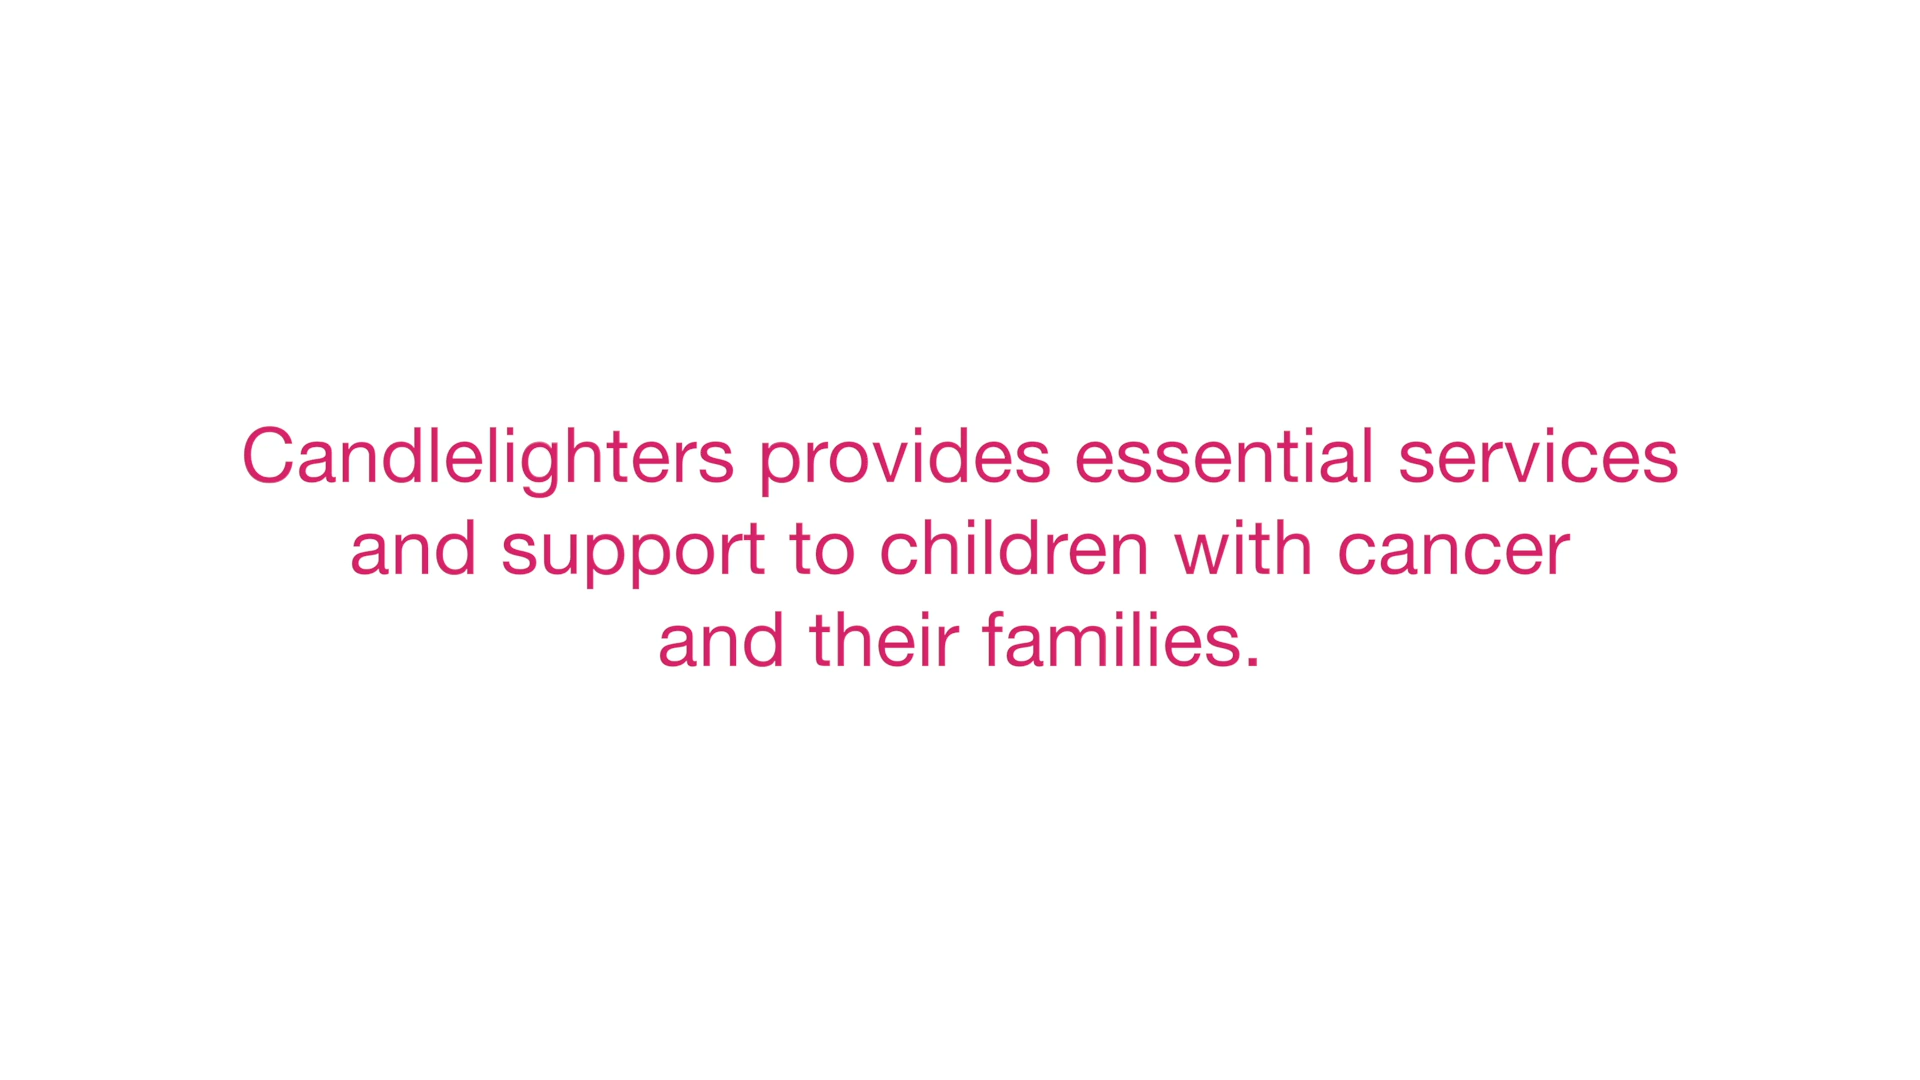 Candlelighters provides essential services
and support to children with cancer
and their families.